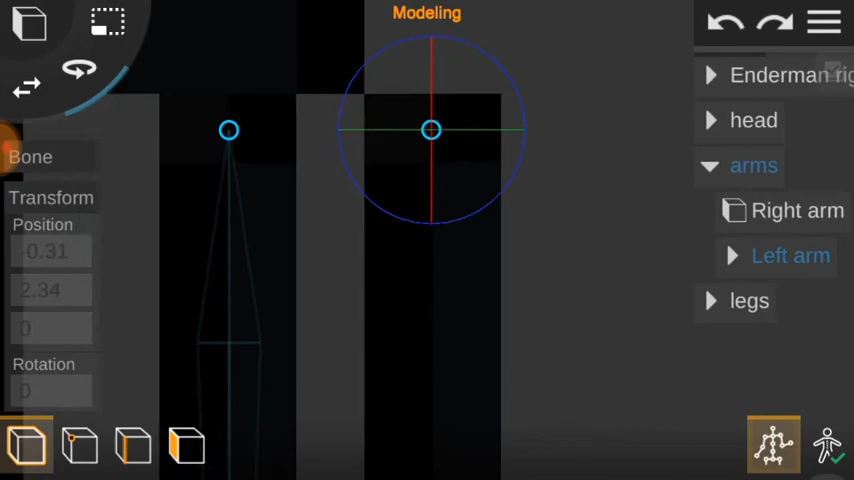 Modeling
Enderman rig
Bone
head
arms
Transform
Position
Right arm
-0.31
Left arm
2.34
legs
0
Rotation
0